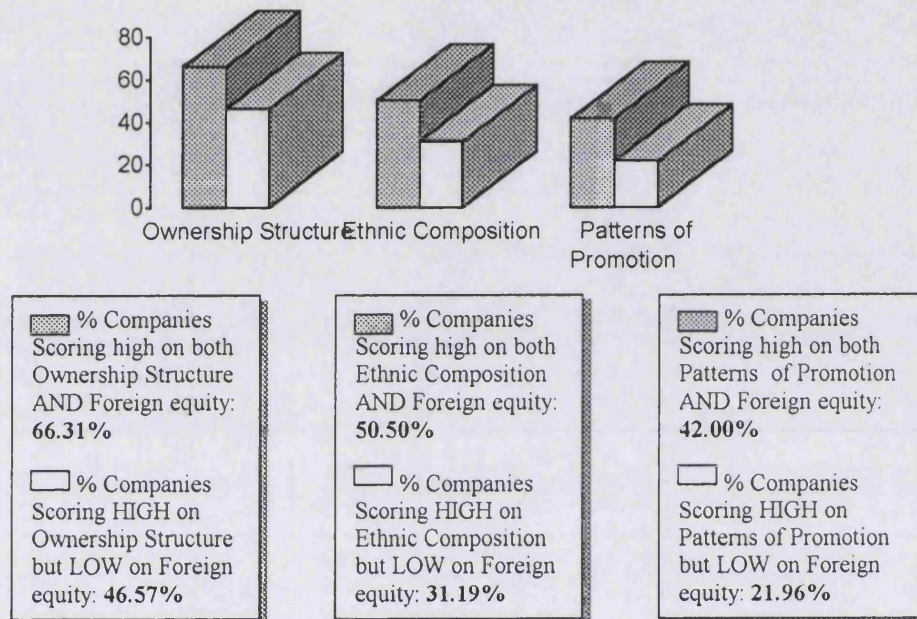 80
60
40
20
0
Ownership Structure
Ethnic Composition
Patterns of
Promotion
% Companies
Scoring high on both
Ownership Structure
AND Foreign equity:
66.31%
% Companies
Scoring HIGH on
Ownership Structure
but LOW on Foreign
equity: 46.57%
% Companies
Scoring high on both
Ethnic Composition
AND Foreign equity:
50.50%
% Companies
Scoring HIGH on
Ethnic Composition
but LOW on Foreign
equity: 31.19%
% Companies
Scoring high on both
Patterns of Promotion
AND Foreign equity:
42.00%
% Companies
Scoring HIGH on
Patterns of Promotion
but LOW on Foreign
equity: 21.96%